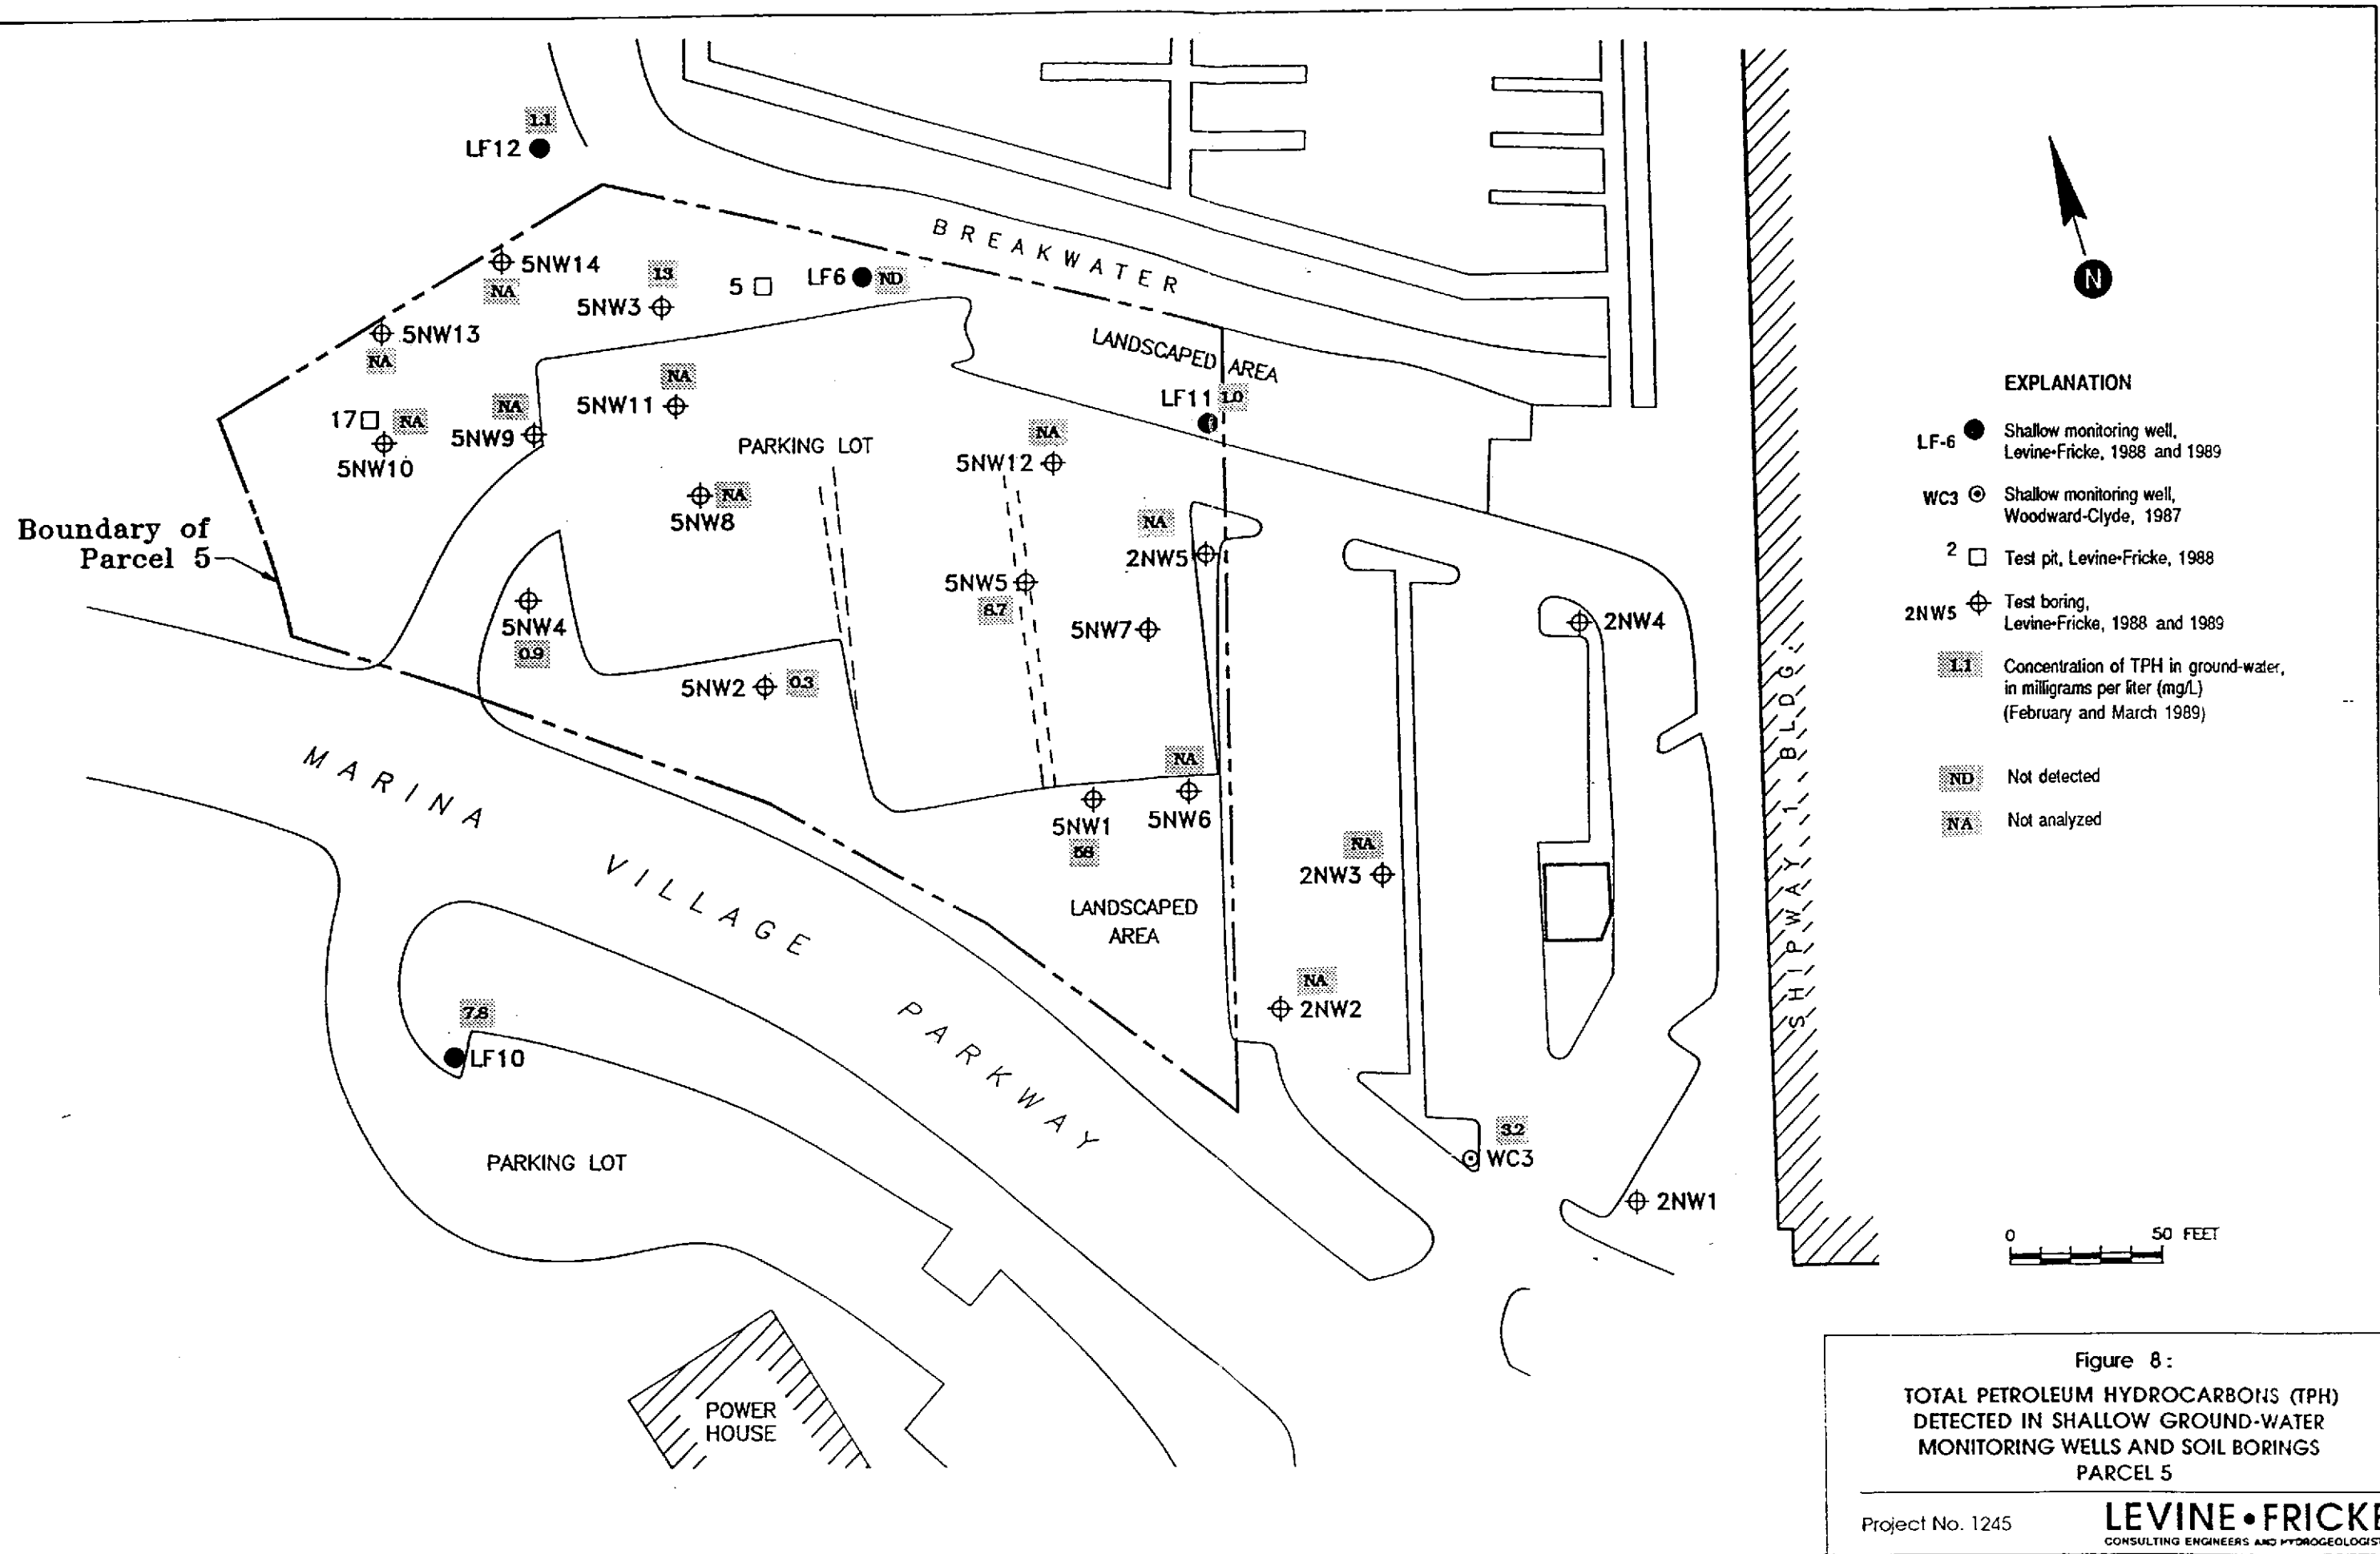 1.1
LF12
BREAKWATER
5NW14
NA
5NW3
5
LF6
ND
5NW13
NA
LANDSCAPED AREA
LF11
1.0
NA
5NW11
17
NA
NA
5NW9
5NW10
PARKING LOT
NA
5NW12
5NW8
NA
NA
2NW5
Boundary of
Parcel 5
5NW5
5NW4
0.9
5NW7
2NW4
5NW2
0.3
MARINA VILLAGE PARKWAY
NA
5NW1
5NW6
NA
2NW3
LANDSCAPED
AREA
NA
2NW2
7.8
LF10
PARKING LOT
3.2
WC3
2NW1
POWER
HOUSE
SHIPWAY 1 BLDG.
N
EXPLANATION
LF-6
Shallow monitoring well,
Levine•Fricke, 1988 and 1989
WC3
Shallow monitoring well,
Woodward-Clyde, 1987
2
Test pit, Levine•Fricke, 1988
2NW5
Test boring,
Levine•Fricke, 1988 and 1989
1.1
Concentration of TPH in ground-water,
in milligrams per liter (mg/L)
(February and March 1989)
ND
Not detected
NA
Not analyzed
0
50 FEET
Figure 8:
TOTAL PETROLEUM HYDROCARBONS (TPH)
DETECTED IN SHALLOW GROUND-WATER
MONITORING WELLS AND SOIL BORINGS
PARCEL 5
Project No. 1245
LEVINE•FRICKE
CONSULTING ENGINEERS AND HYDROGEOLOGIST